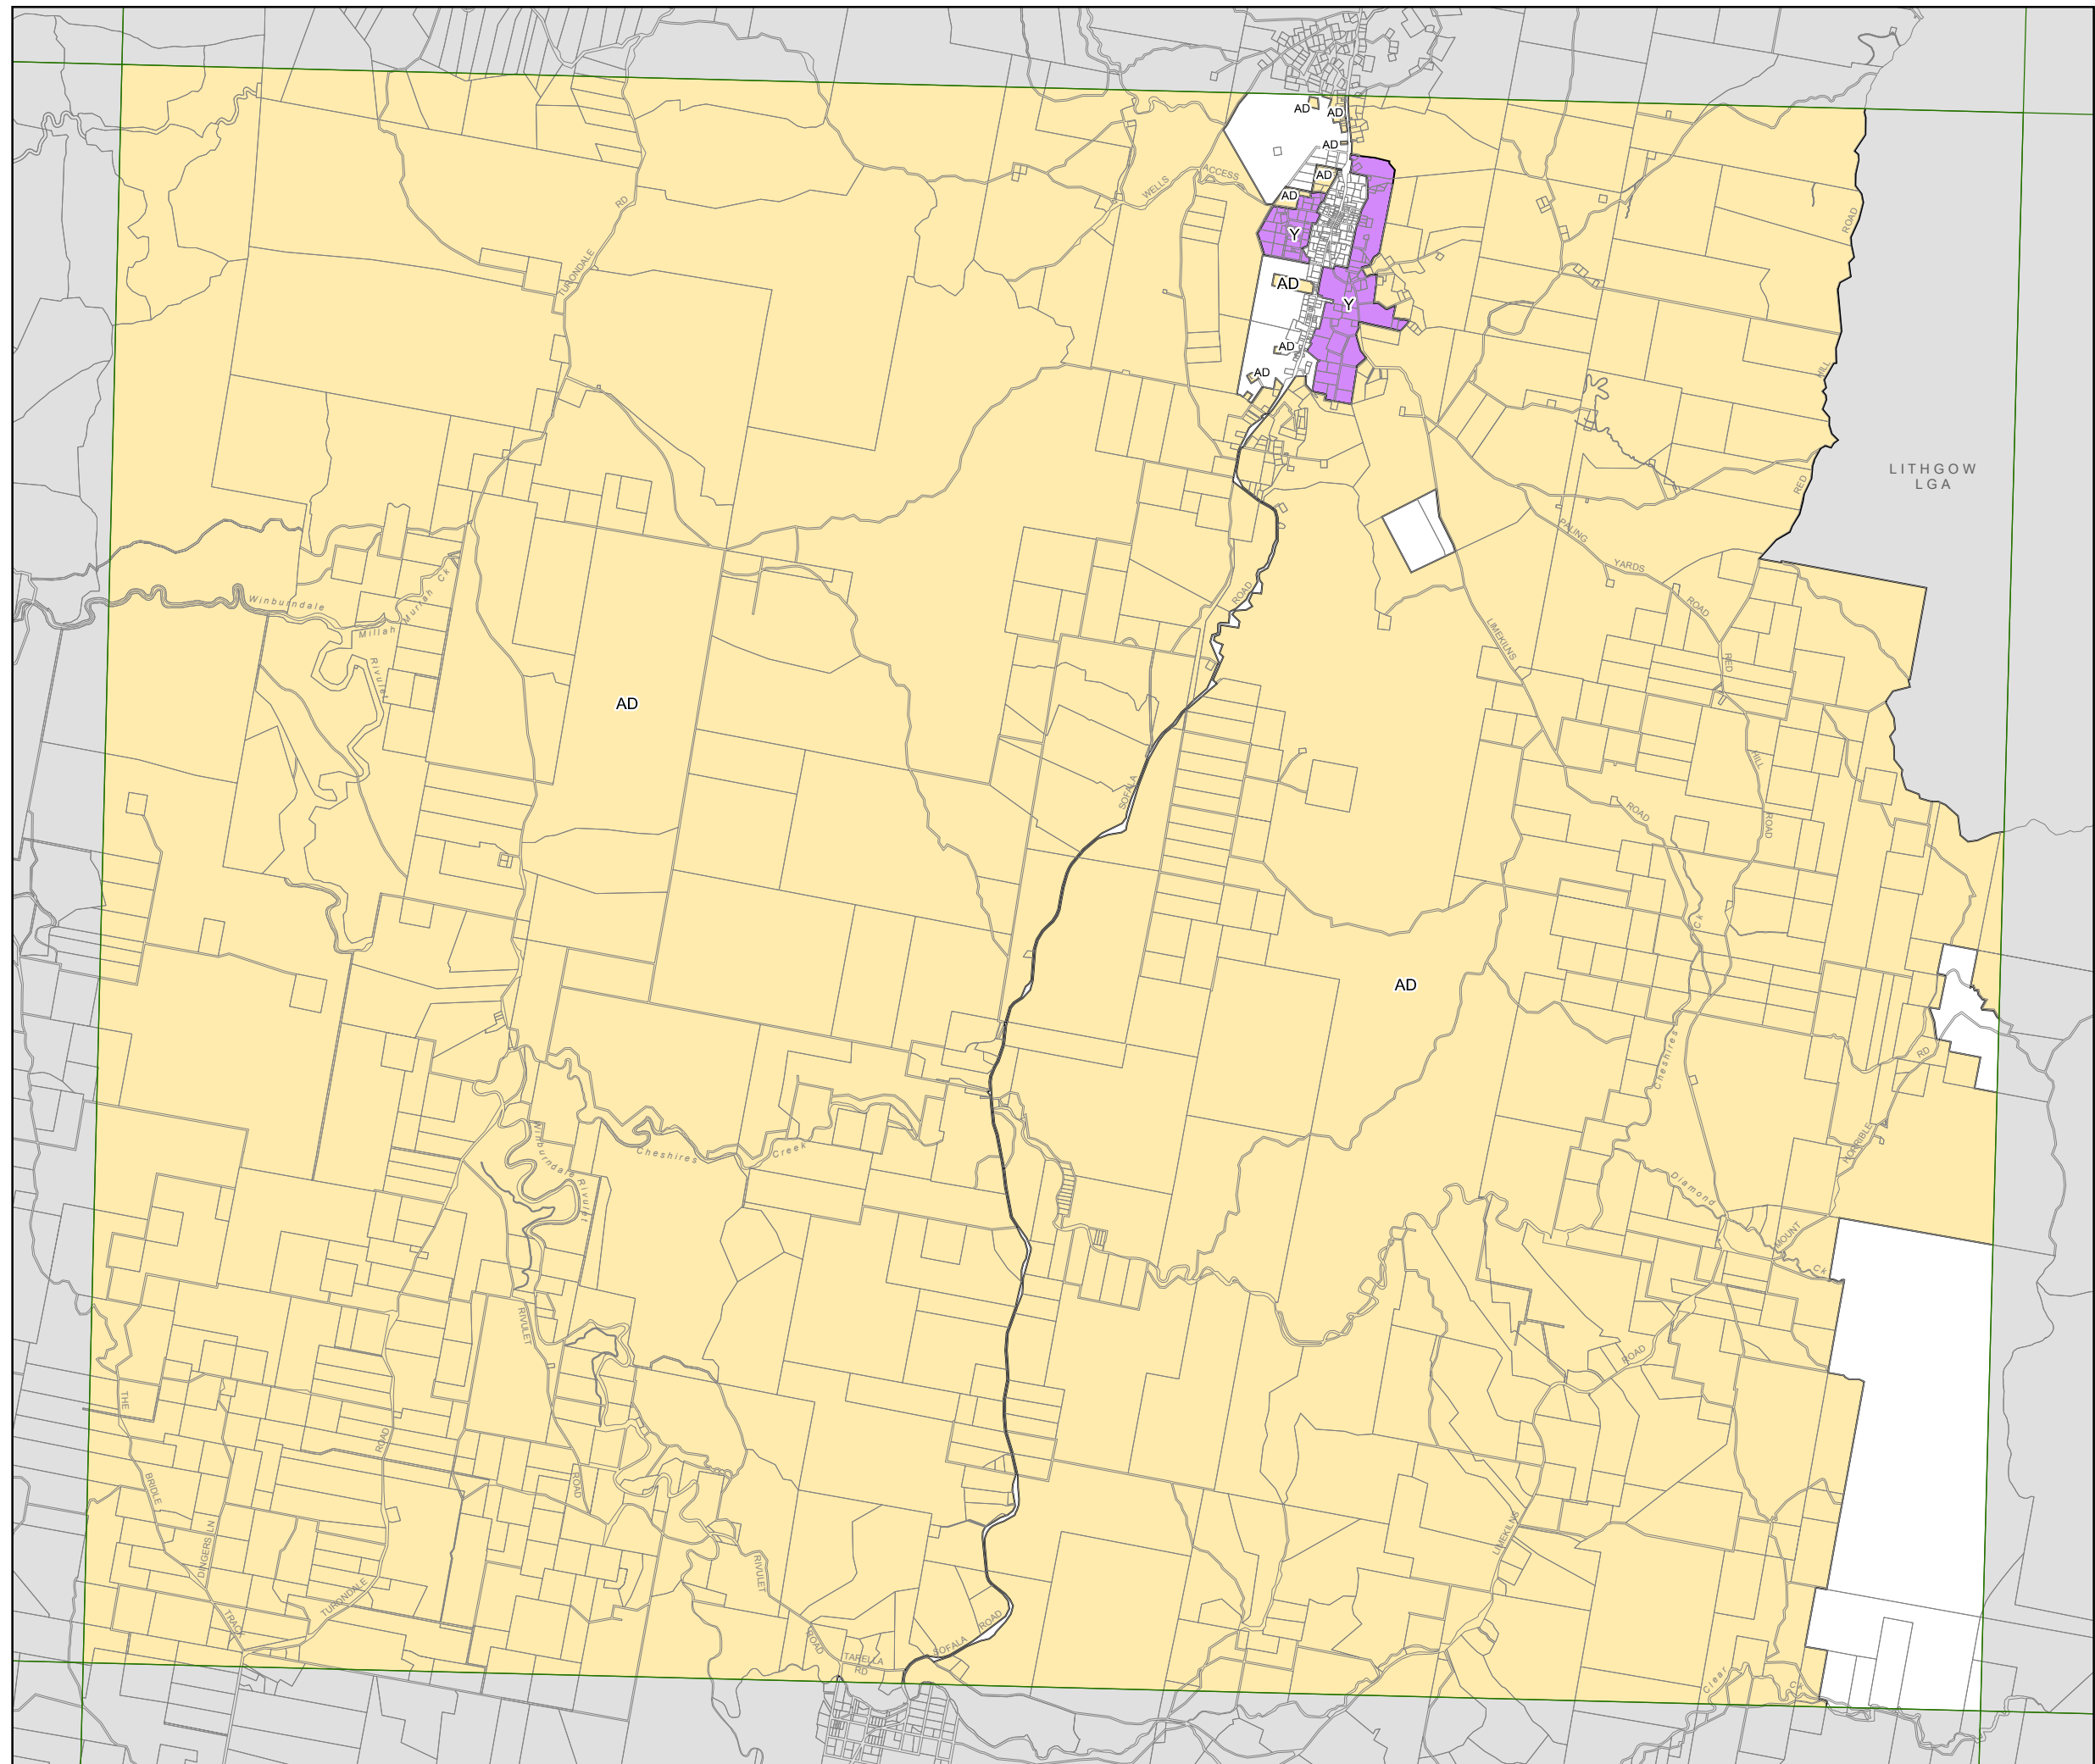 AD
AD
AD
AD
AD
ACCESS
WELLS
RD
TURONDALE
Y
Y
AD
AD
AD
ROAD
HILL
RED
LITHGOW
LGA
PALING
YARDS
ROAD
Winburndale
Millah Murrah Ck
Rivulet
ROAD
SOFALA
LIMEKILNS
ROAD
RED
HILL
ROAD
AD
AD
Ck
Cheshires
RD
HORRIBLE
MOUNT
Diamond
Ck
Winburndale
Rivulet
Cheshires
Creek
RIVULET
ROAD
THE
BRIDLE
TRACK
DINGERS LN
ROAD
TURONDALE
ROAD
LIMEKILNS
RIVULET
ROAD
TARELLA
RD
SOFALA
ROAD
Clear
Ck